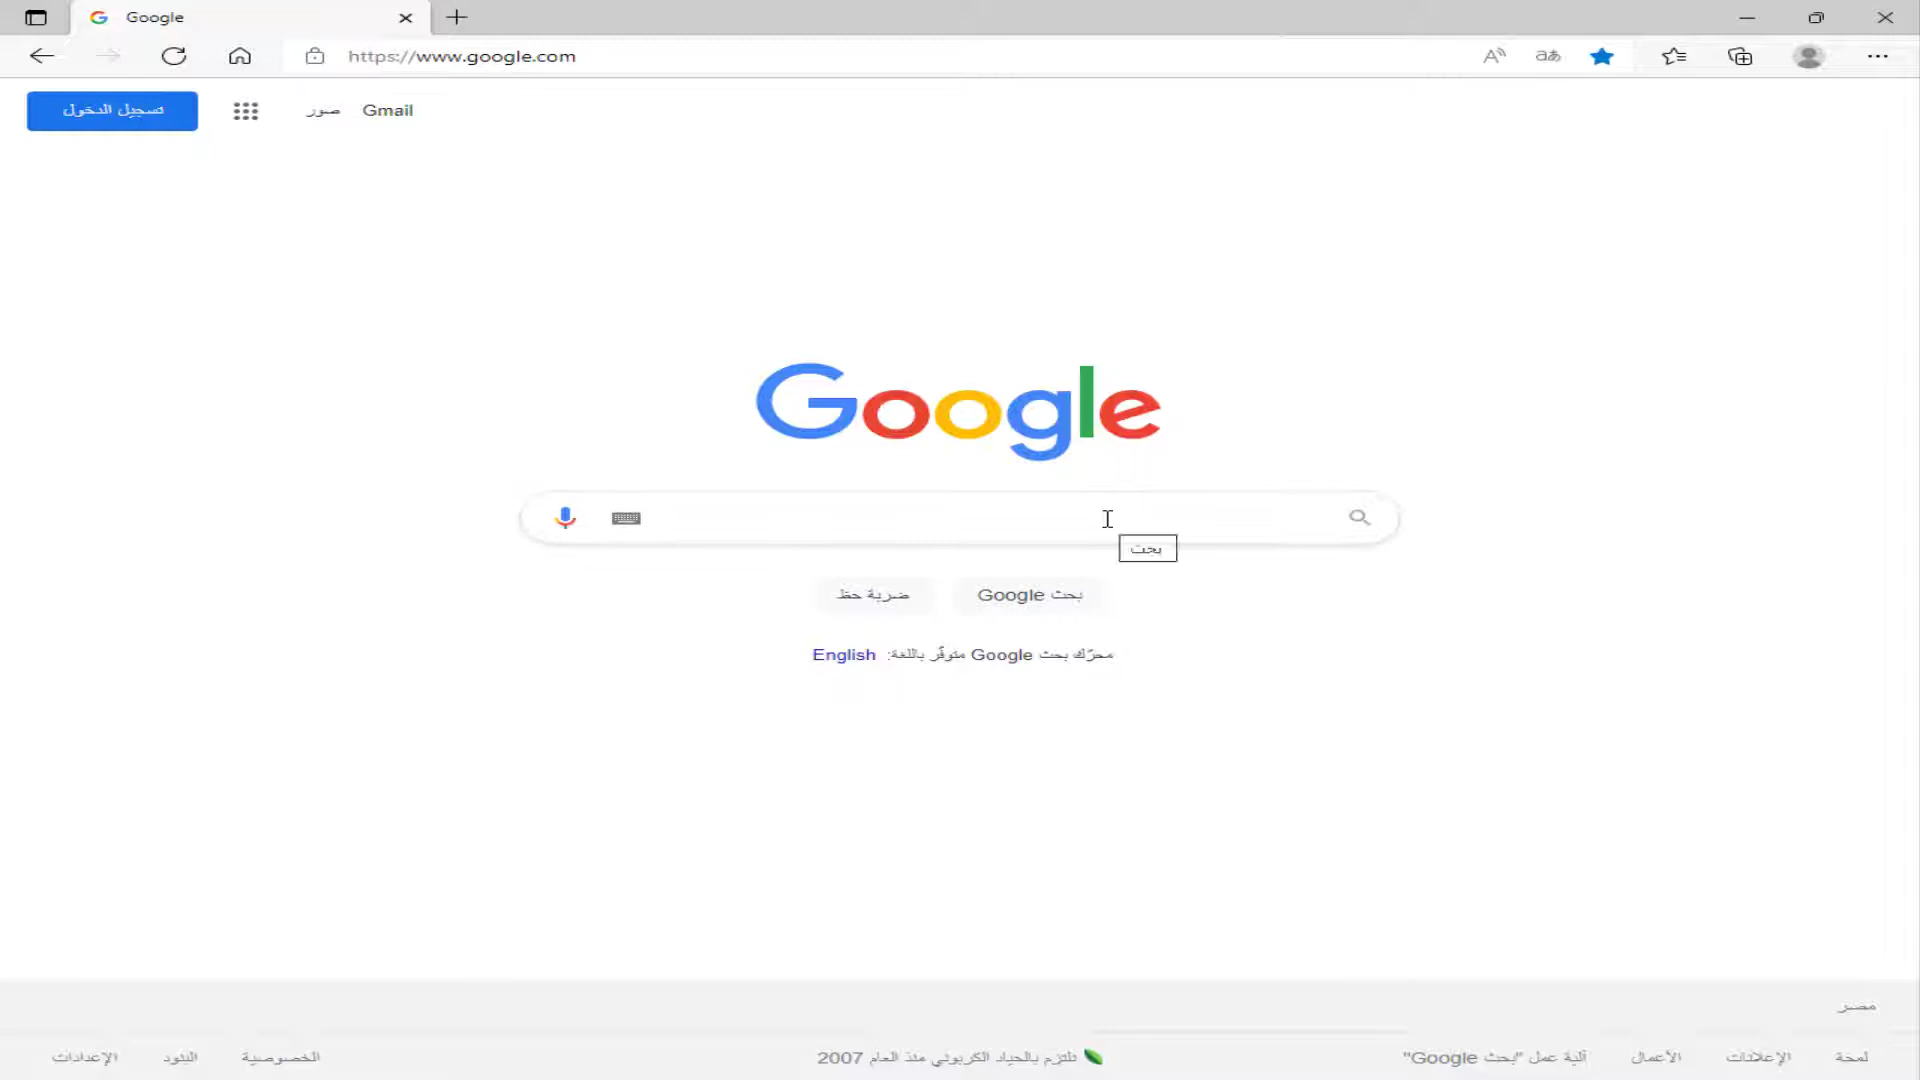 Google
https://www.google.com
تسجيل الدخول
صور
Gmail
Google
بحث
بحث Google
ضربة حظ
محرّك بحث Google متوفّر باللغة: English
مصر
لمحة
الإعلانات
الأعمال
آلية عمل "بحث Google"
نلتزم بالحياد الكربوني منذ العام 2007
الخصوصية
البنود
الإعدادات